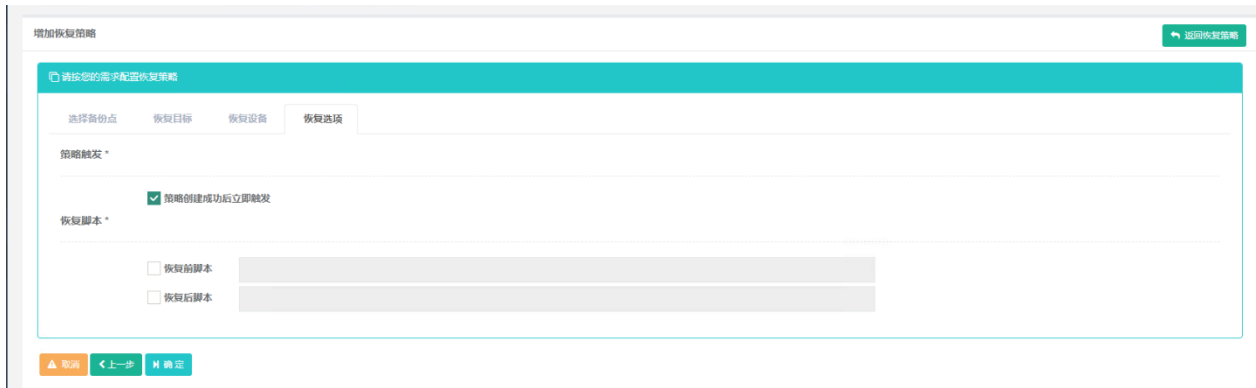 增加恢复策略
返回恢复策略
请按您的需求配置恢复策略
选择备份点 恢复目标 恢复设备 恢复选项
策略触发 *
策略创建成功后立即触发
恢复脚本 *
恢复前脚本
恢复后脚本
取消 上一步 确定